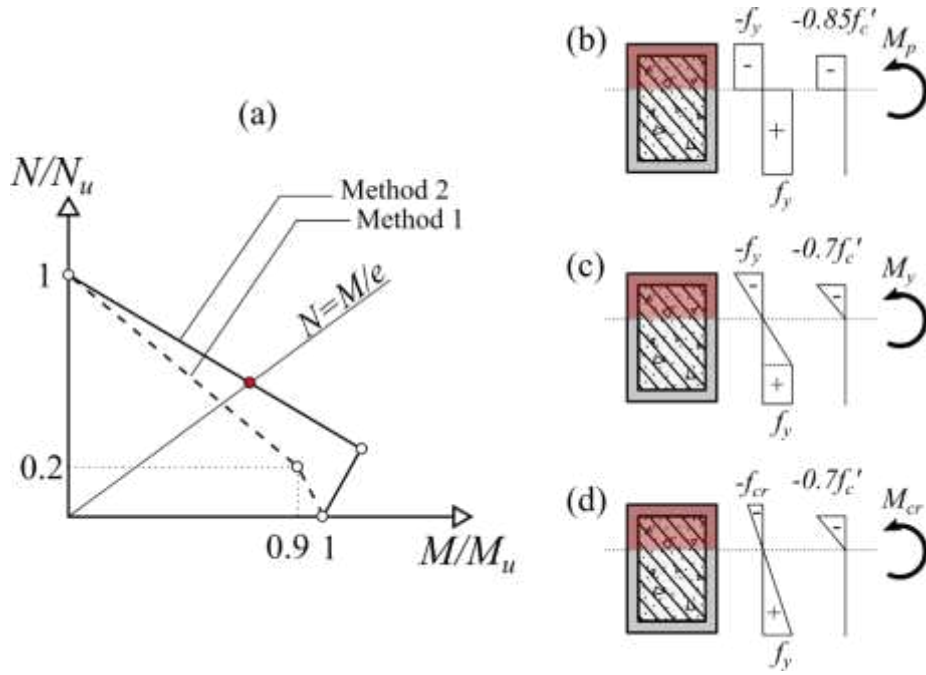 (a)
N/N_u
Method 2
Method 1
1
N=M/e
0.2
0.9 1
M/M_u
(b)
-f_y
-0.85f_c'
M_p
-
-
+
f_y
(c)
-f_y
-0.7f_c'
M_y
-
-
+
f_y
(d)
-f_cr
-0.7f_c'
M_cr
-
-
+
f_y